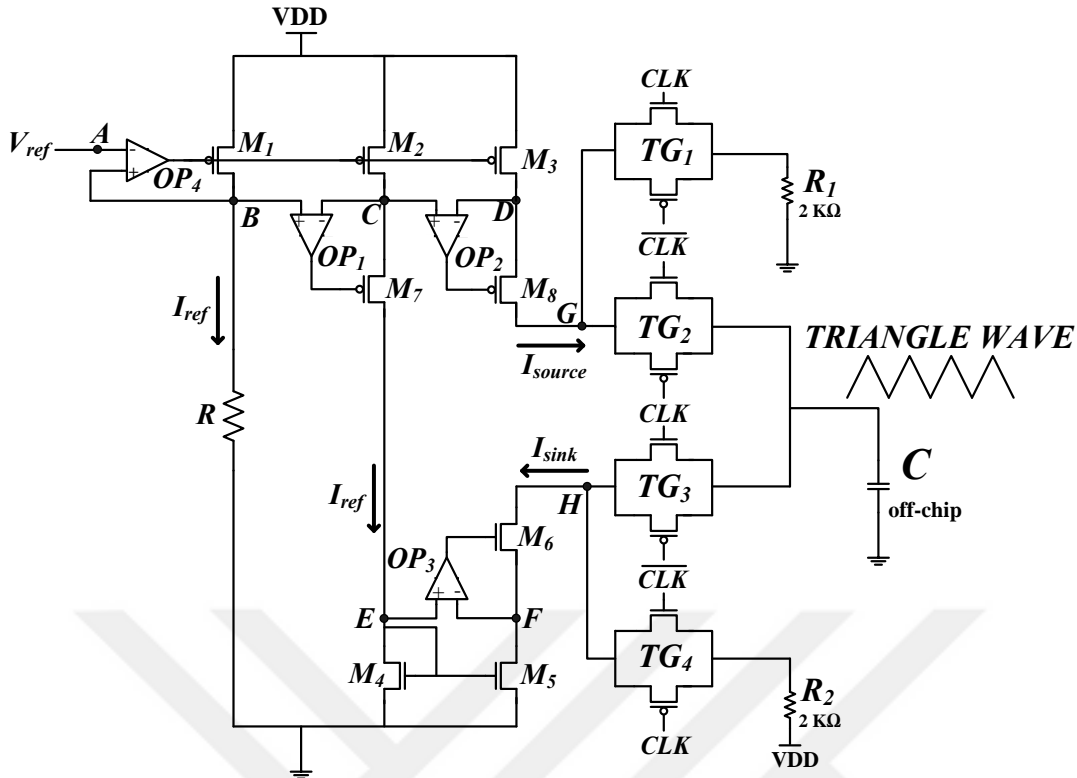 VDD
V_ref
A
-
+
OP_4
M_1
M_2
M_3
B
C
D
+ -
OP_1
+ -
OP_2
M_7
M_8
I_ref
R
G
I_source
CLK
TG_1
R_1
2 KΩ
CLK
CLK
TG_2
CLK
TRIANGLE WAVE
C
off-chip
I_sink
H
CLK
TG_3
CLK
I_ref
OP_3
+ -
M_6
E
F
M_4
M_5
TG_4
CLK
R_2
2 KΩ
VDD